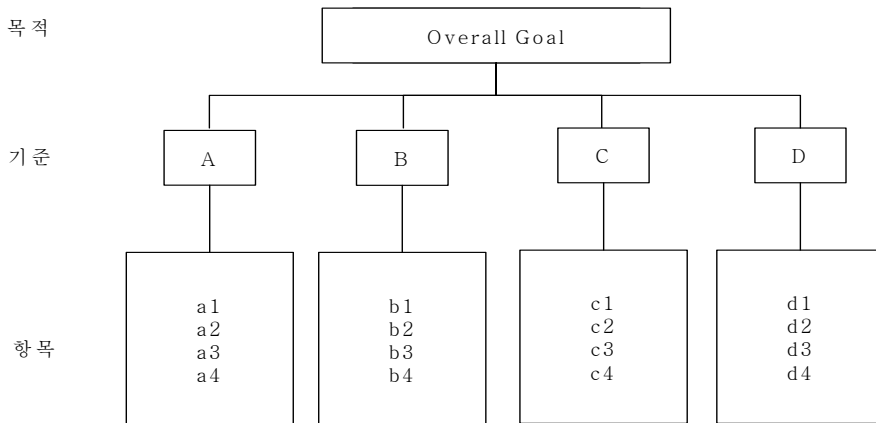 목적
Overall Goal
기준
A
B
C
D
항목
a1
a2
a3
a4
b1
b2
b3
b4
c1
c2
c3
c4
d1
d2
d3
d4